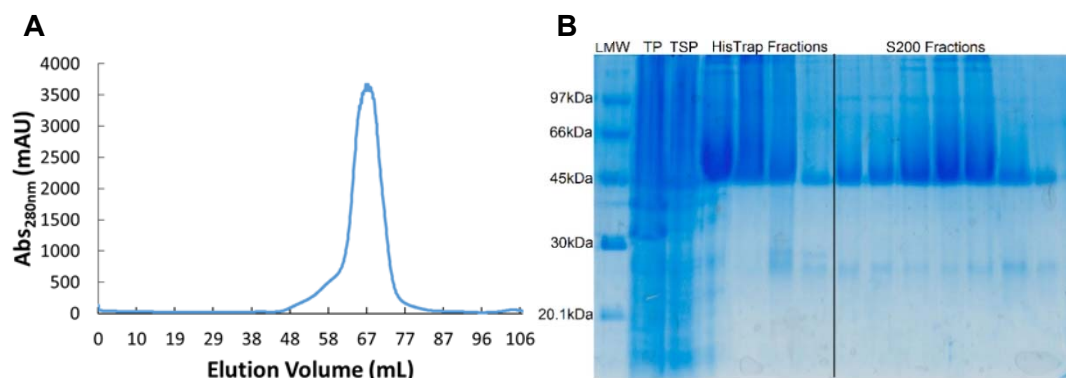 A
Abs280nm (mAU)
4000
3500
3000
2500
2000
1500
1000
500
0
0 10 19 29 38 48 58 67 77 87 96 106
Elution Volume (mL)
B
LMW TP TSP HisTrap Fractions S200 Fractions
97kDa
66kDa
45kDa
30kDa
20.1kDa